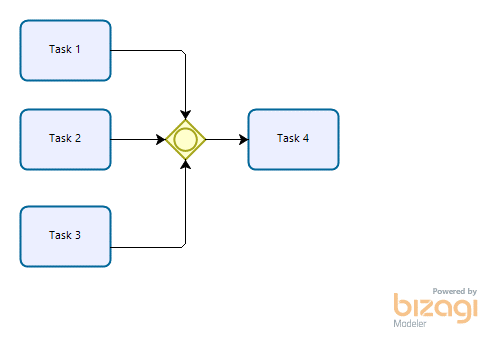 Task 1
Task 2
Task 4
Task 3
Powered by
bizagi
Modeler